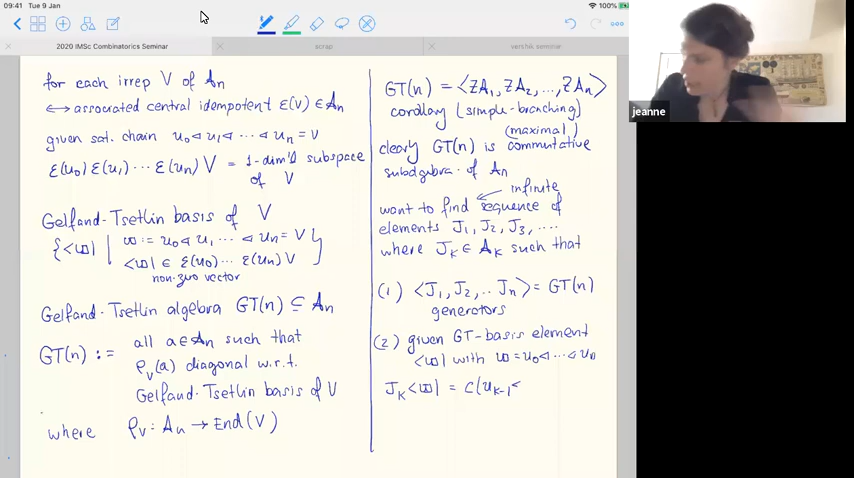 09:41 Tue 9 Jan
100%
2020 IMSc Combinatorics Seminar
scrap
vershik seminar
for each irrep V of An
⟷ associated central idempotent ε(V) ∈ An
given sat. chain u0 ◁ u1 ◁ ··· ◁ un = V
ε(u0) ε(u1) ··· ε(un) V = 1-dim'l subspace
of V
Gelfand-Tsetlin basis of V
{<ω| | ω := u0 ◁ u1 ··· ◁ un = V
<ω| ∈ ε(u0) ··· ε(un) V }
non-zero vector
Gelfand-Tsetlin algebra GT(n) ⊆ An
GT(n) := all a ∈ An such that
ρV(a) diagonal w.r.t.
Gelfand-Tsetlin basis of V
where ρV : An → End(V)
GT(n) = <ZA1, ZA2, ..., ZAn>
corollary (simple-branching)
(maximal)
clearly GT(n) is commutative
subalgebra of An
infinite
want to find sequence of
elements J1, J2, J3, ....
where JK ∈ AK such that
(1) <J1, J2, .. Jn> = GT(n)
generators
(2) given GT-basis element
<ω| with ω = u0 ◁ ··· ◁ un
JK <ω| = c(uK-1 <
jeanne